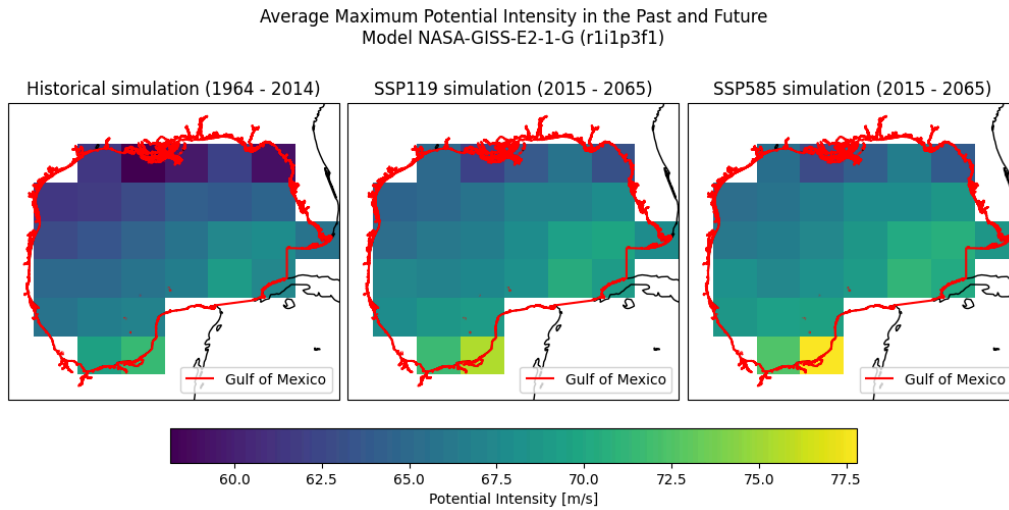 Average Maximum Potential Intensity in the Past and Future
Model NASA-GISS-E2-1-G (r1i1p3f1)
Historical simulation (1964 - 2014)
SSP119 simulation (2015 - 2065)
SSP585 simulation (2015 - 2065)
Gulf of Mexico
Gulf of Mexico
Gulf of Mexico
60.0 62.5 65.0 67.5 70.0 72.5 75.0 77.5
Potential Intensity [m/s]